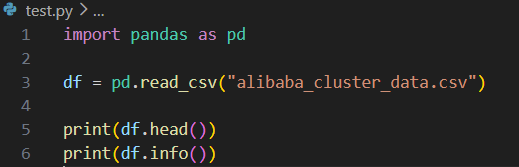 test.py > ...
1 import pandas as pd
2
3 df = pd.read_csv("alibaba_cluster_data.csv")
4
5 print(df.head())
6 print(df.info())